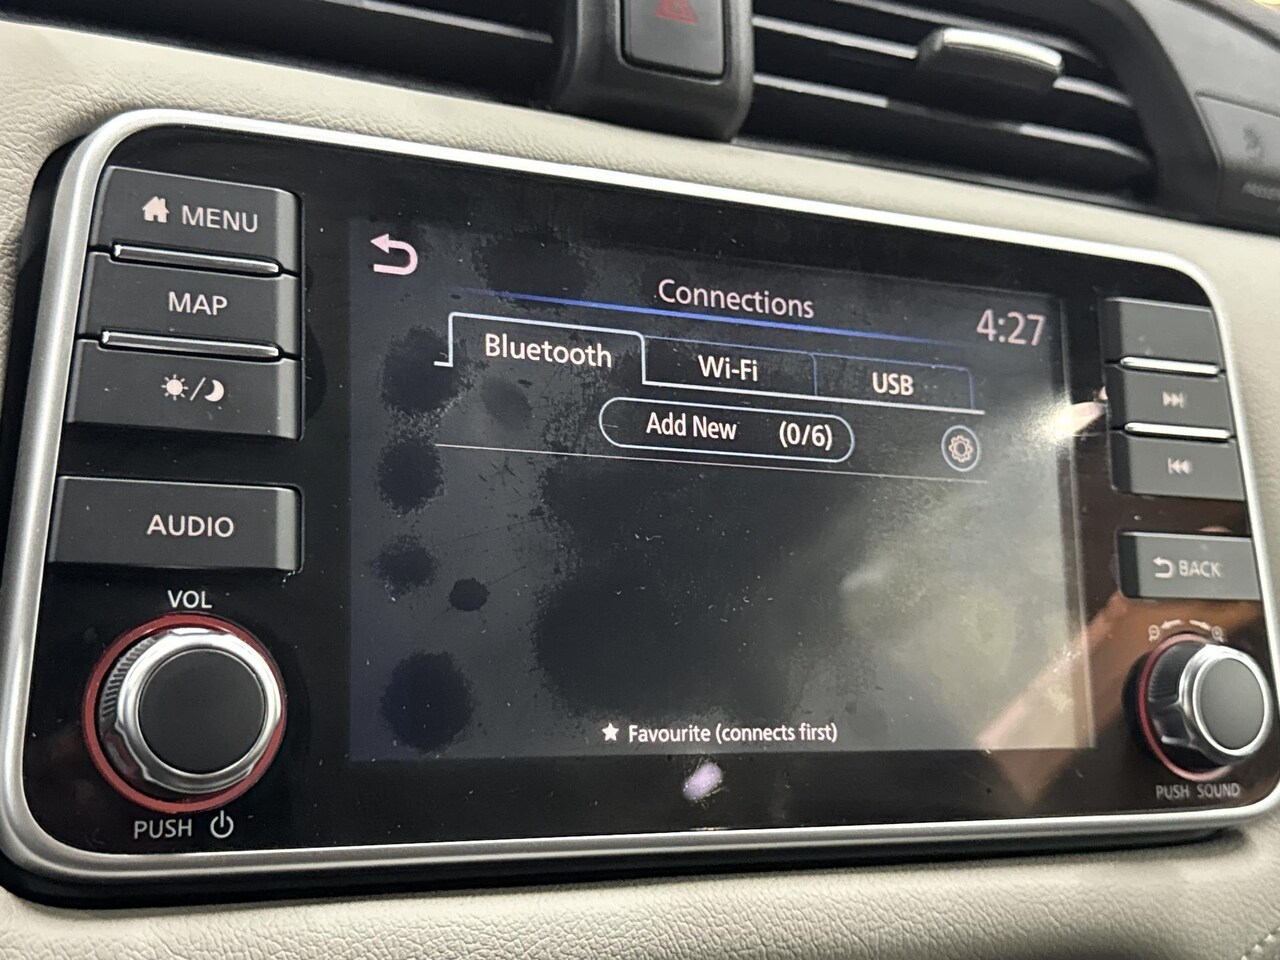 MENU
MAP
AUDIO
VOL
PUSH
Connections
4:27
Bluetooth
Wi-Fi
USB
Add New (0/6)
★ Favourite (connects first)
BACK
PUSH SOUND